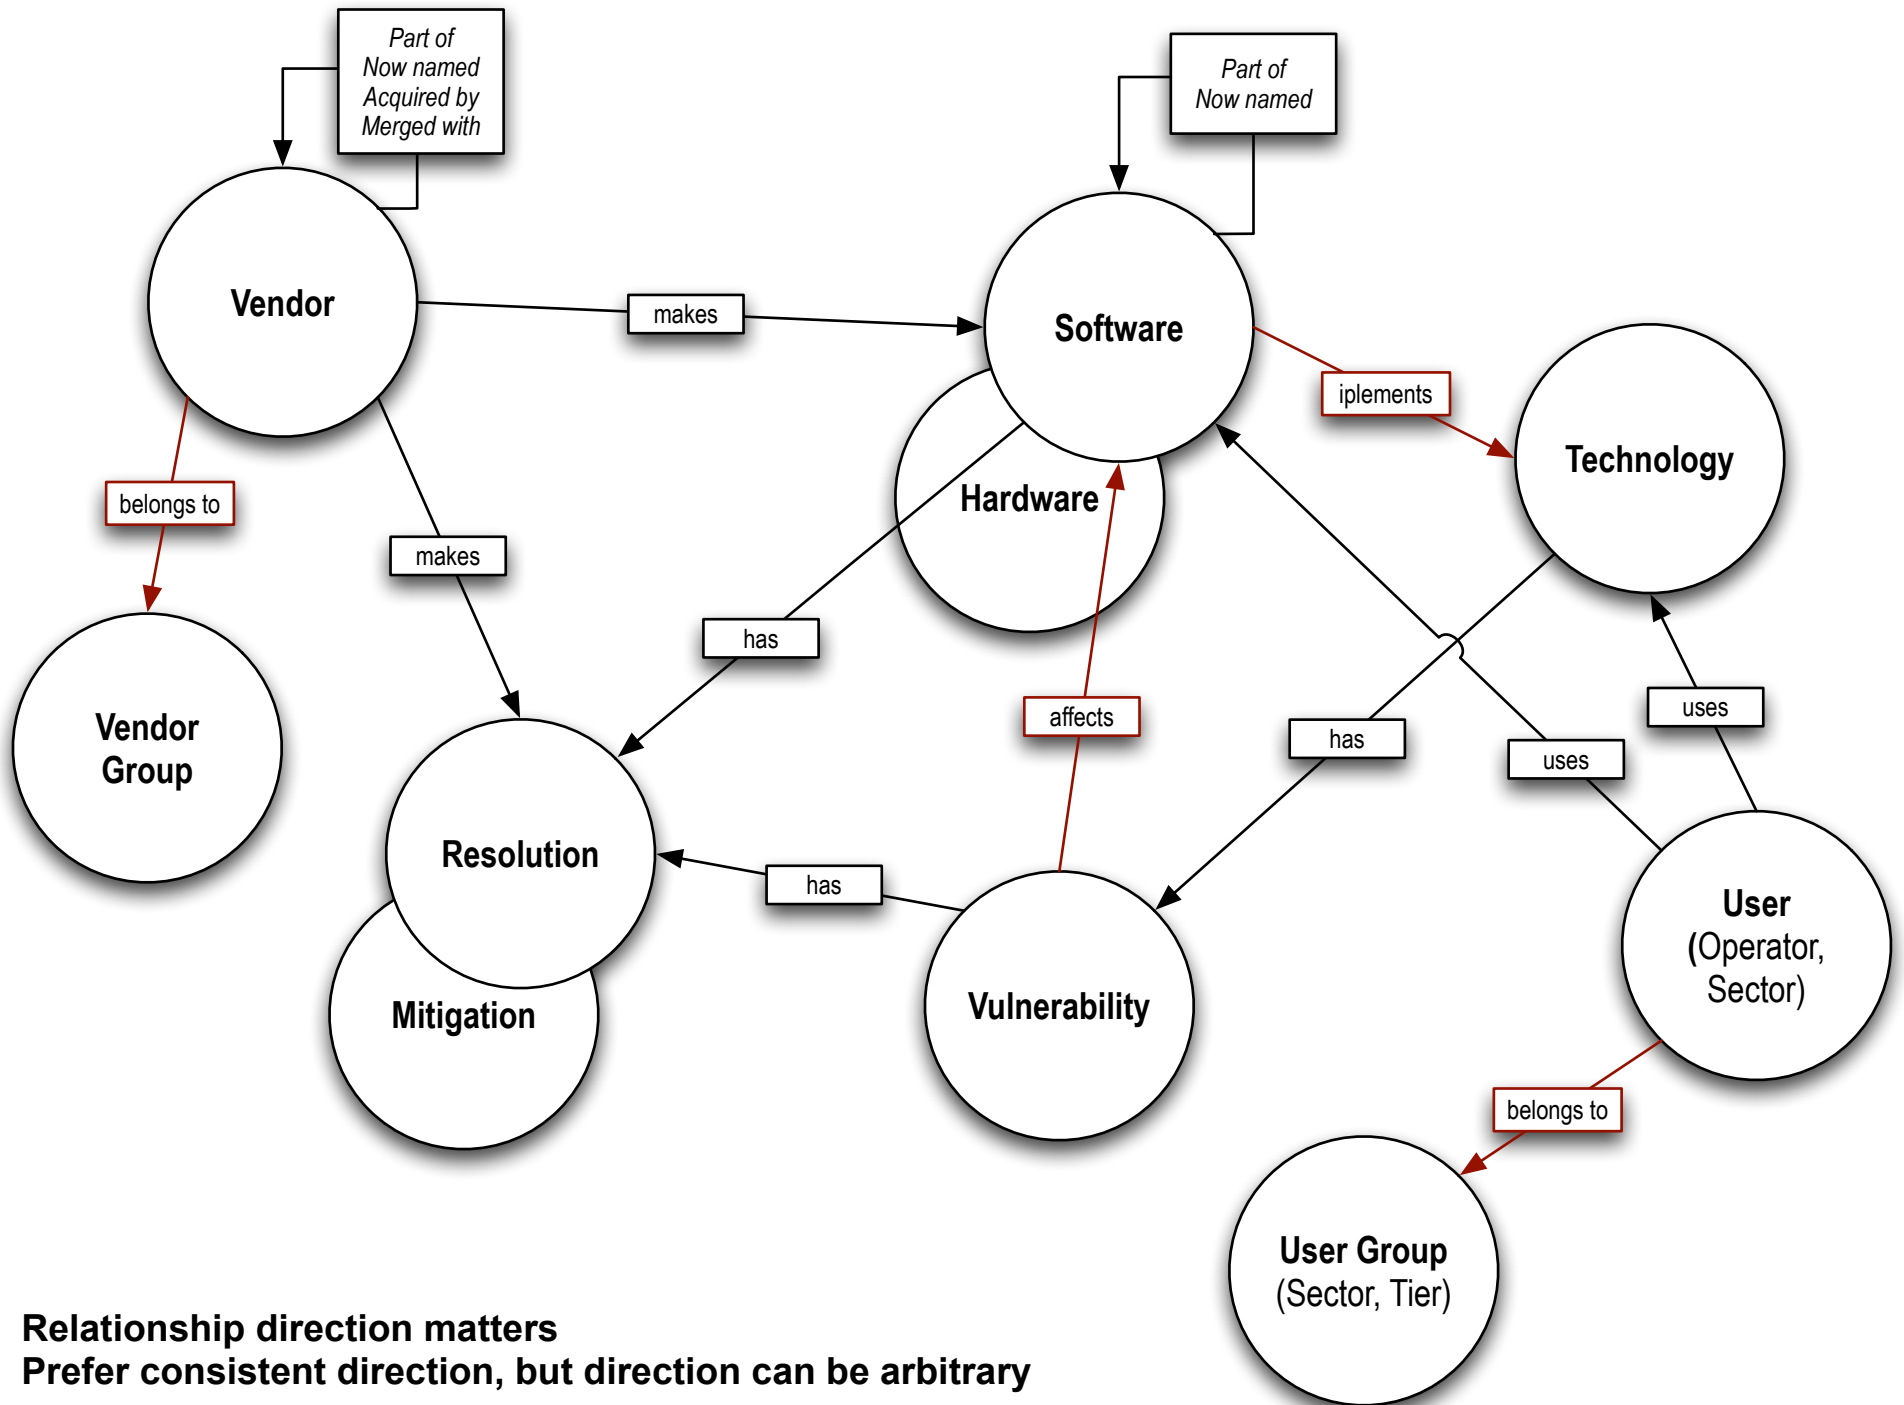 Part of
Now named
Acquired by
Merged with
Part of
Now named
Vendor
makes
Software
iplements
Technology
belongs to
Hardware
makes
has
affects
has
uses
uses
Vendor
Group
Resolution
has
Vulnerability
User
(Operator,
Sector)
Mitigation
belongs to
User Group
(Sector, Tier)
Relationship direction matters
Prefer consistent direction, but direction can be arbitrary